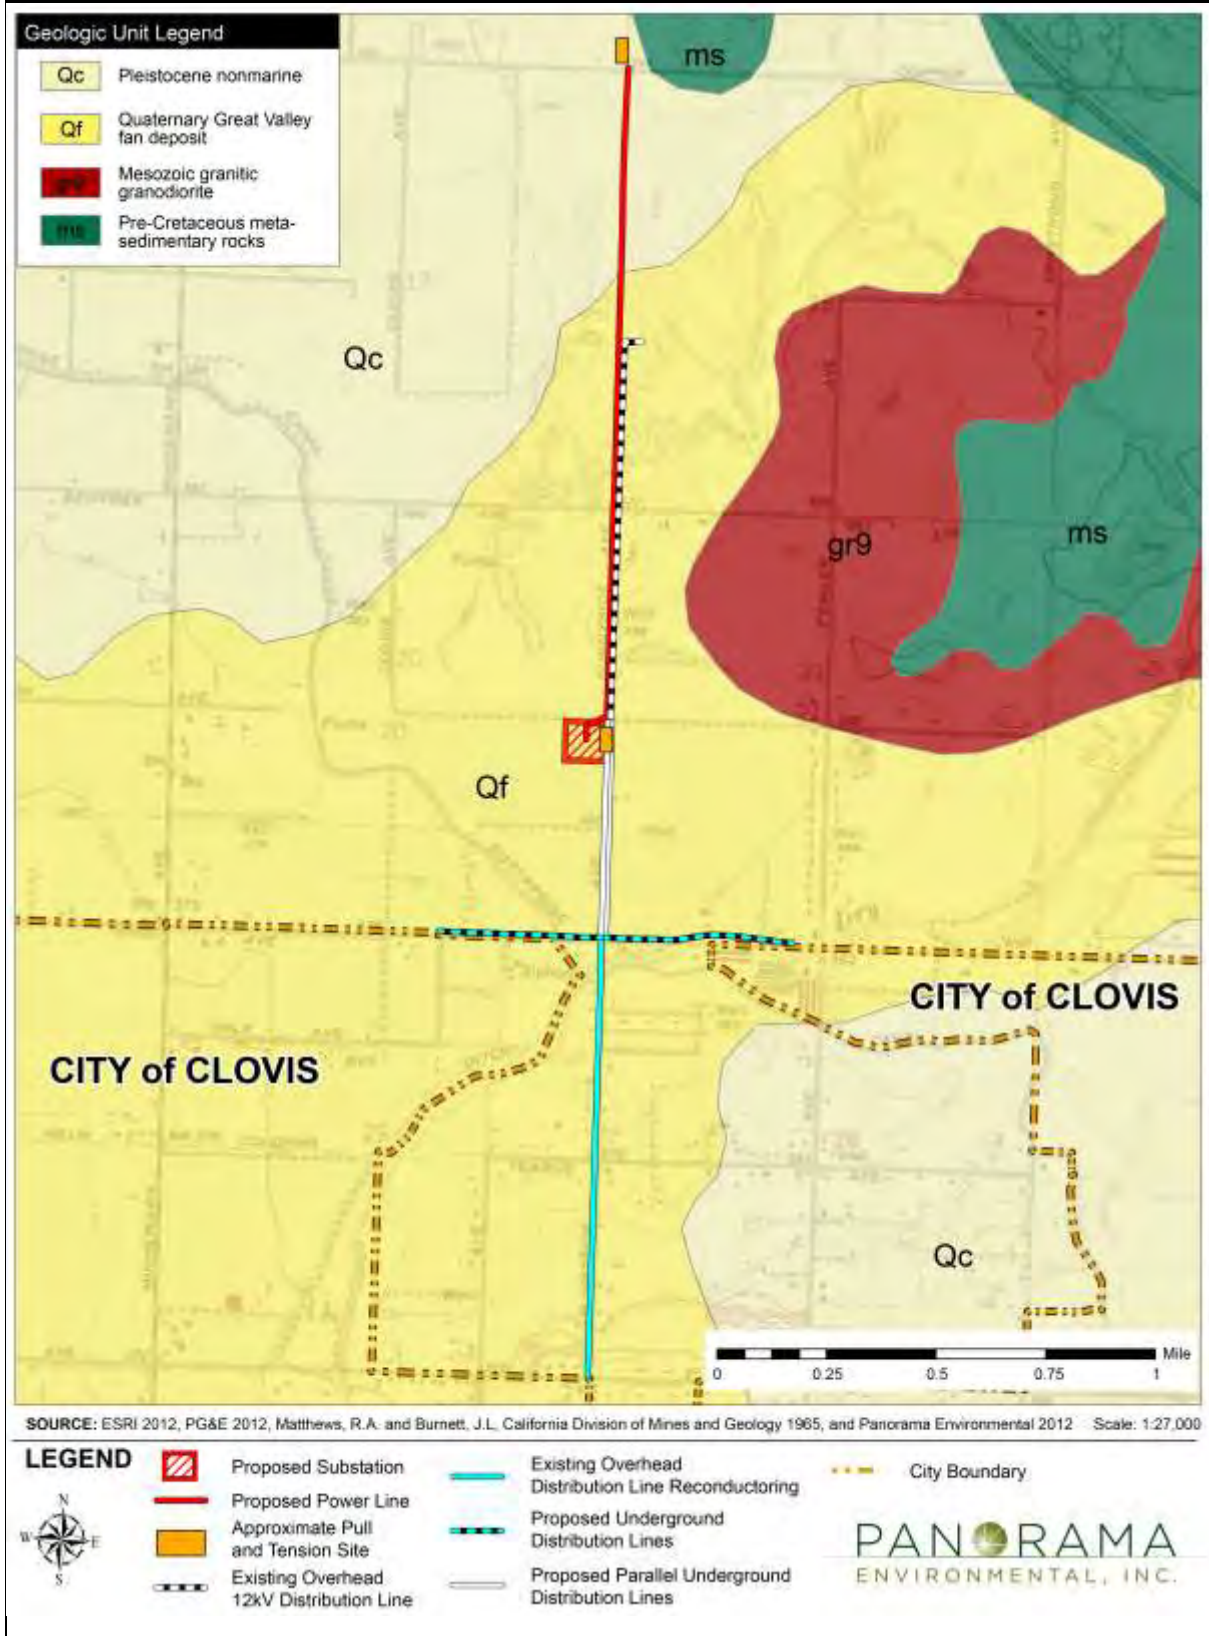 Geologic Unit Legend
Qc Pleistocene nonmarine
Qf Quaternary Great Valley
fan deposit
gr9 Mesozoic granitic
granodiorite
ms Pre-Cretaceous meta-
sedimentary rocks
ms
Qc
gr9
ms
Qf
CITY of CLOVIS
CITY of CLOVIS
Qc
0 0.25 0.5 0.75 1 Mile
SOURCE: ESRI 2012, PG&E 2012, Matthews, R.A. and Burnett, J.L, California Division of Mines and Geology 1965, and Panorama Environmental 2012 Scale: 1:27,000
LEGEND
N
W E
S
Proposed Substation
Proposed Power Line
Approximate Pull
and Tension Site
Existing Overhead
12kV Distribution Line
Existing Overhead
Distribution Line Reconductoring
Proposed Underground
Distribution Lines
Proposed Parallel Underground
Distribution Lines
City Boundary
PANORAMA
ENVIRONMENTAL, INC.